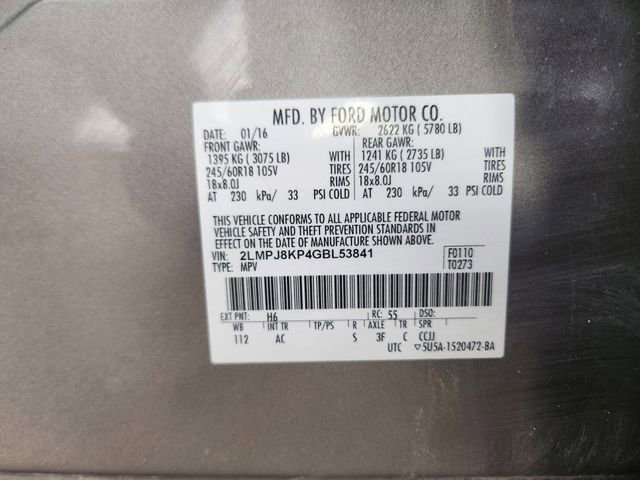 MFD. BY FORD MOTOR CO.
DATE: 01/16 GVWR: 2622 KG ( 5780 LB)
FRONT GAWR: REAR GAWR:
1395 KG ( 3075 LB) WITH 1241 KG ( 2735 LB) WITH
245/60R18 105V TIRES 245/60R18 105V TIRES
18x8.0J RIMS 18x8.0J RIMS
AT 230 kPa/ 33 PSI COLD AT 230 kPa/ 33 PSI COLD
THIS VEHICLE CONFORMS TO ALL APPLICABLE FEDERAL MOTOR
VEHICLE SAFETY AND THEFT PREVENTION STANDARDS IN
EFFECT ON THE DATE OF MANUFACTURE SHOWN ABOVE.
VIN: 2LMPJ8KP4GBL53841 F0110
TYPE: MPV T0273
EXT PNT: H6 RC: 55 DSO:
WB INT TR TP/PS R AXLE TR SPR
112 AC S 3F C CCJJ
UTC ▽5U5A-1520472-BA